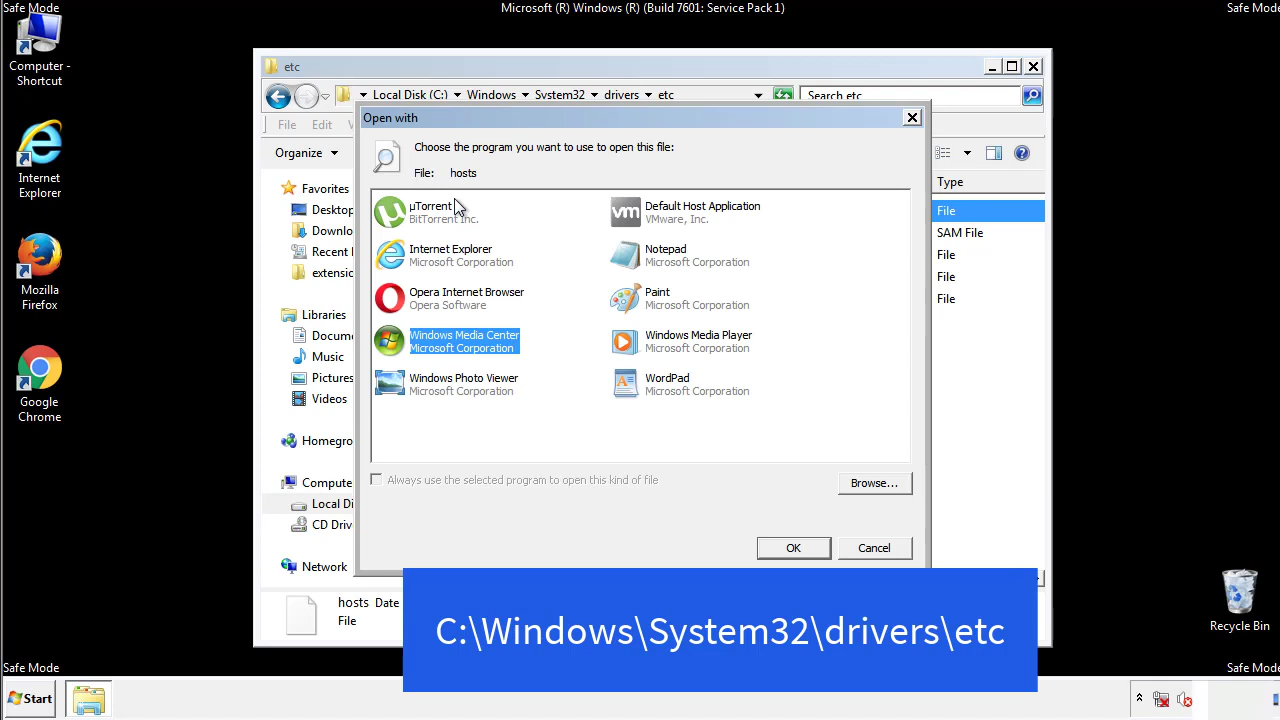 Safe Mode
Microsoft (R) Windows (R) (Build 7601: Service Pack 1)
Safe Mode
Computer - Shortcut
Internet Explorer
Mozilla Firefox
Google Chrome
Recycle Bin
etc
Local Disk (C:)
Windows
System32
drivers
etc
Search etc
File
Edit
Organize
Type
Favorites
Desktop
Downlo
Recent
extensio
Libraries
Docum
Music
Pictures
Videos
Homegro
Compute
Local Di
CD Driv
Network
File
SAM File
File
File
File
hosts Date
File
Open with
Choose the program you want to use to open this file:
File: hosts
µTorrent
BitTorrent Inc.
Default Host Application
VMware, Inc.
Internet Explorer
Microsoft Corporation
Notepad
Microsoft Corporation
Opera Internet Browser
Opera Software
Paint
Microsoft Corporation
Windows Media Center
Microsoft Corporation
Windows Media Player
Microsoft Corporation
Windows Photo Viewer
Microsoft Corporation
WordPad
Microsoft Corporation
Always use the selected program to open this kind of file
Browse...
OK
Cancel
C:\Windows\System32\drivers\etc
Safe Mode
Safe Mode
Start